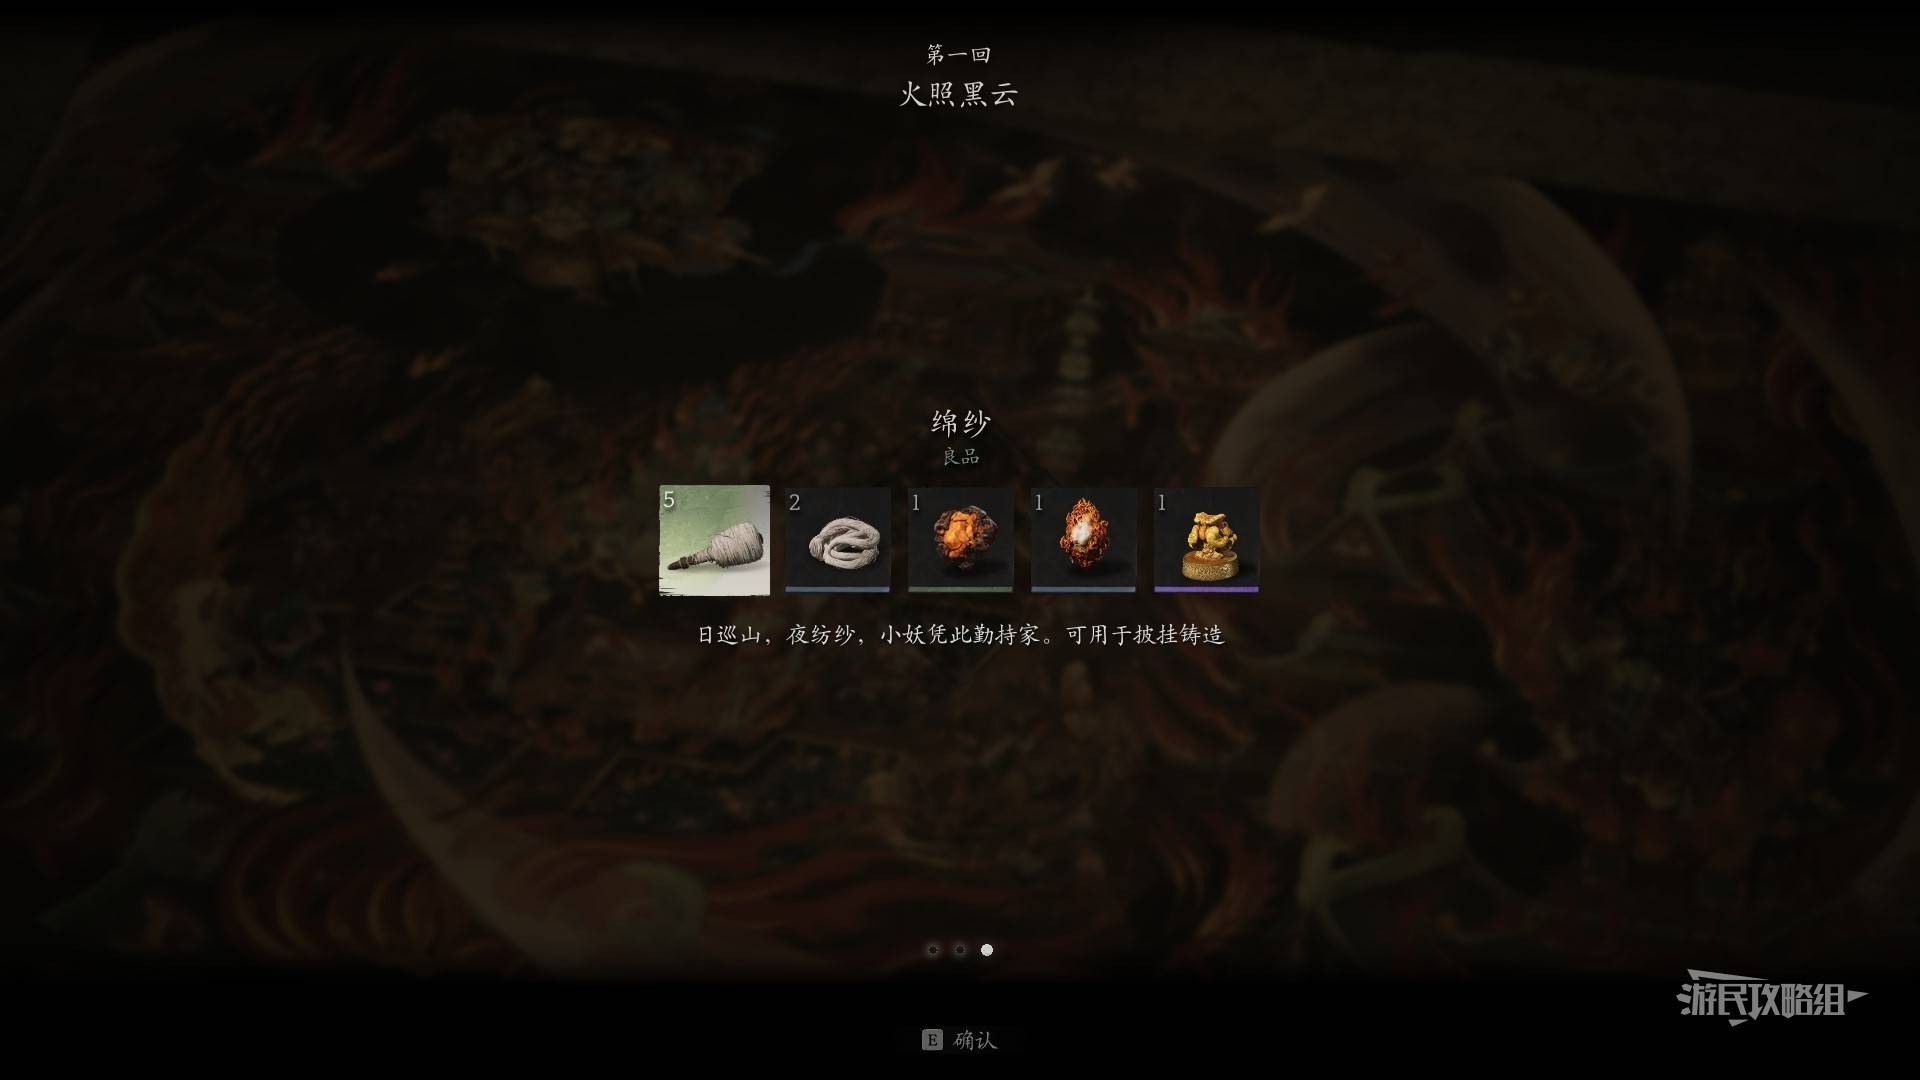 第一回
火照黑云
绵纱
良品
5
2
1
1
1
日巡山，夜纺纱，小妖凭此勤持家。可用于披挂铸造
E 确认
游民攻略组